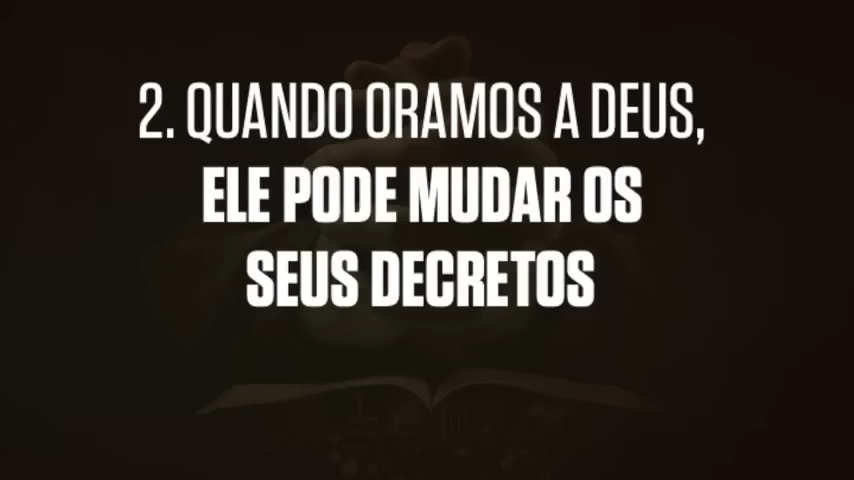 2. QUANDO ORAMOS A DEUS,
ELE PODE MUDAR OS
SEUS DECRETOS